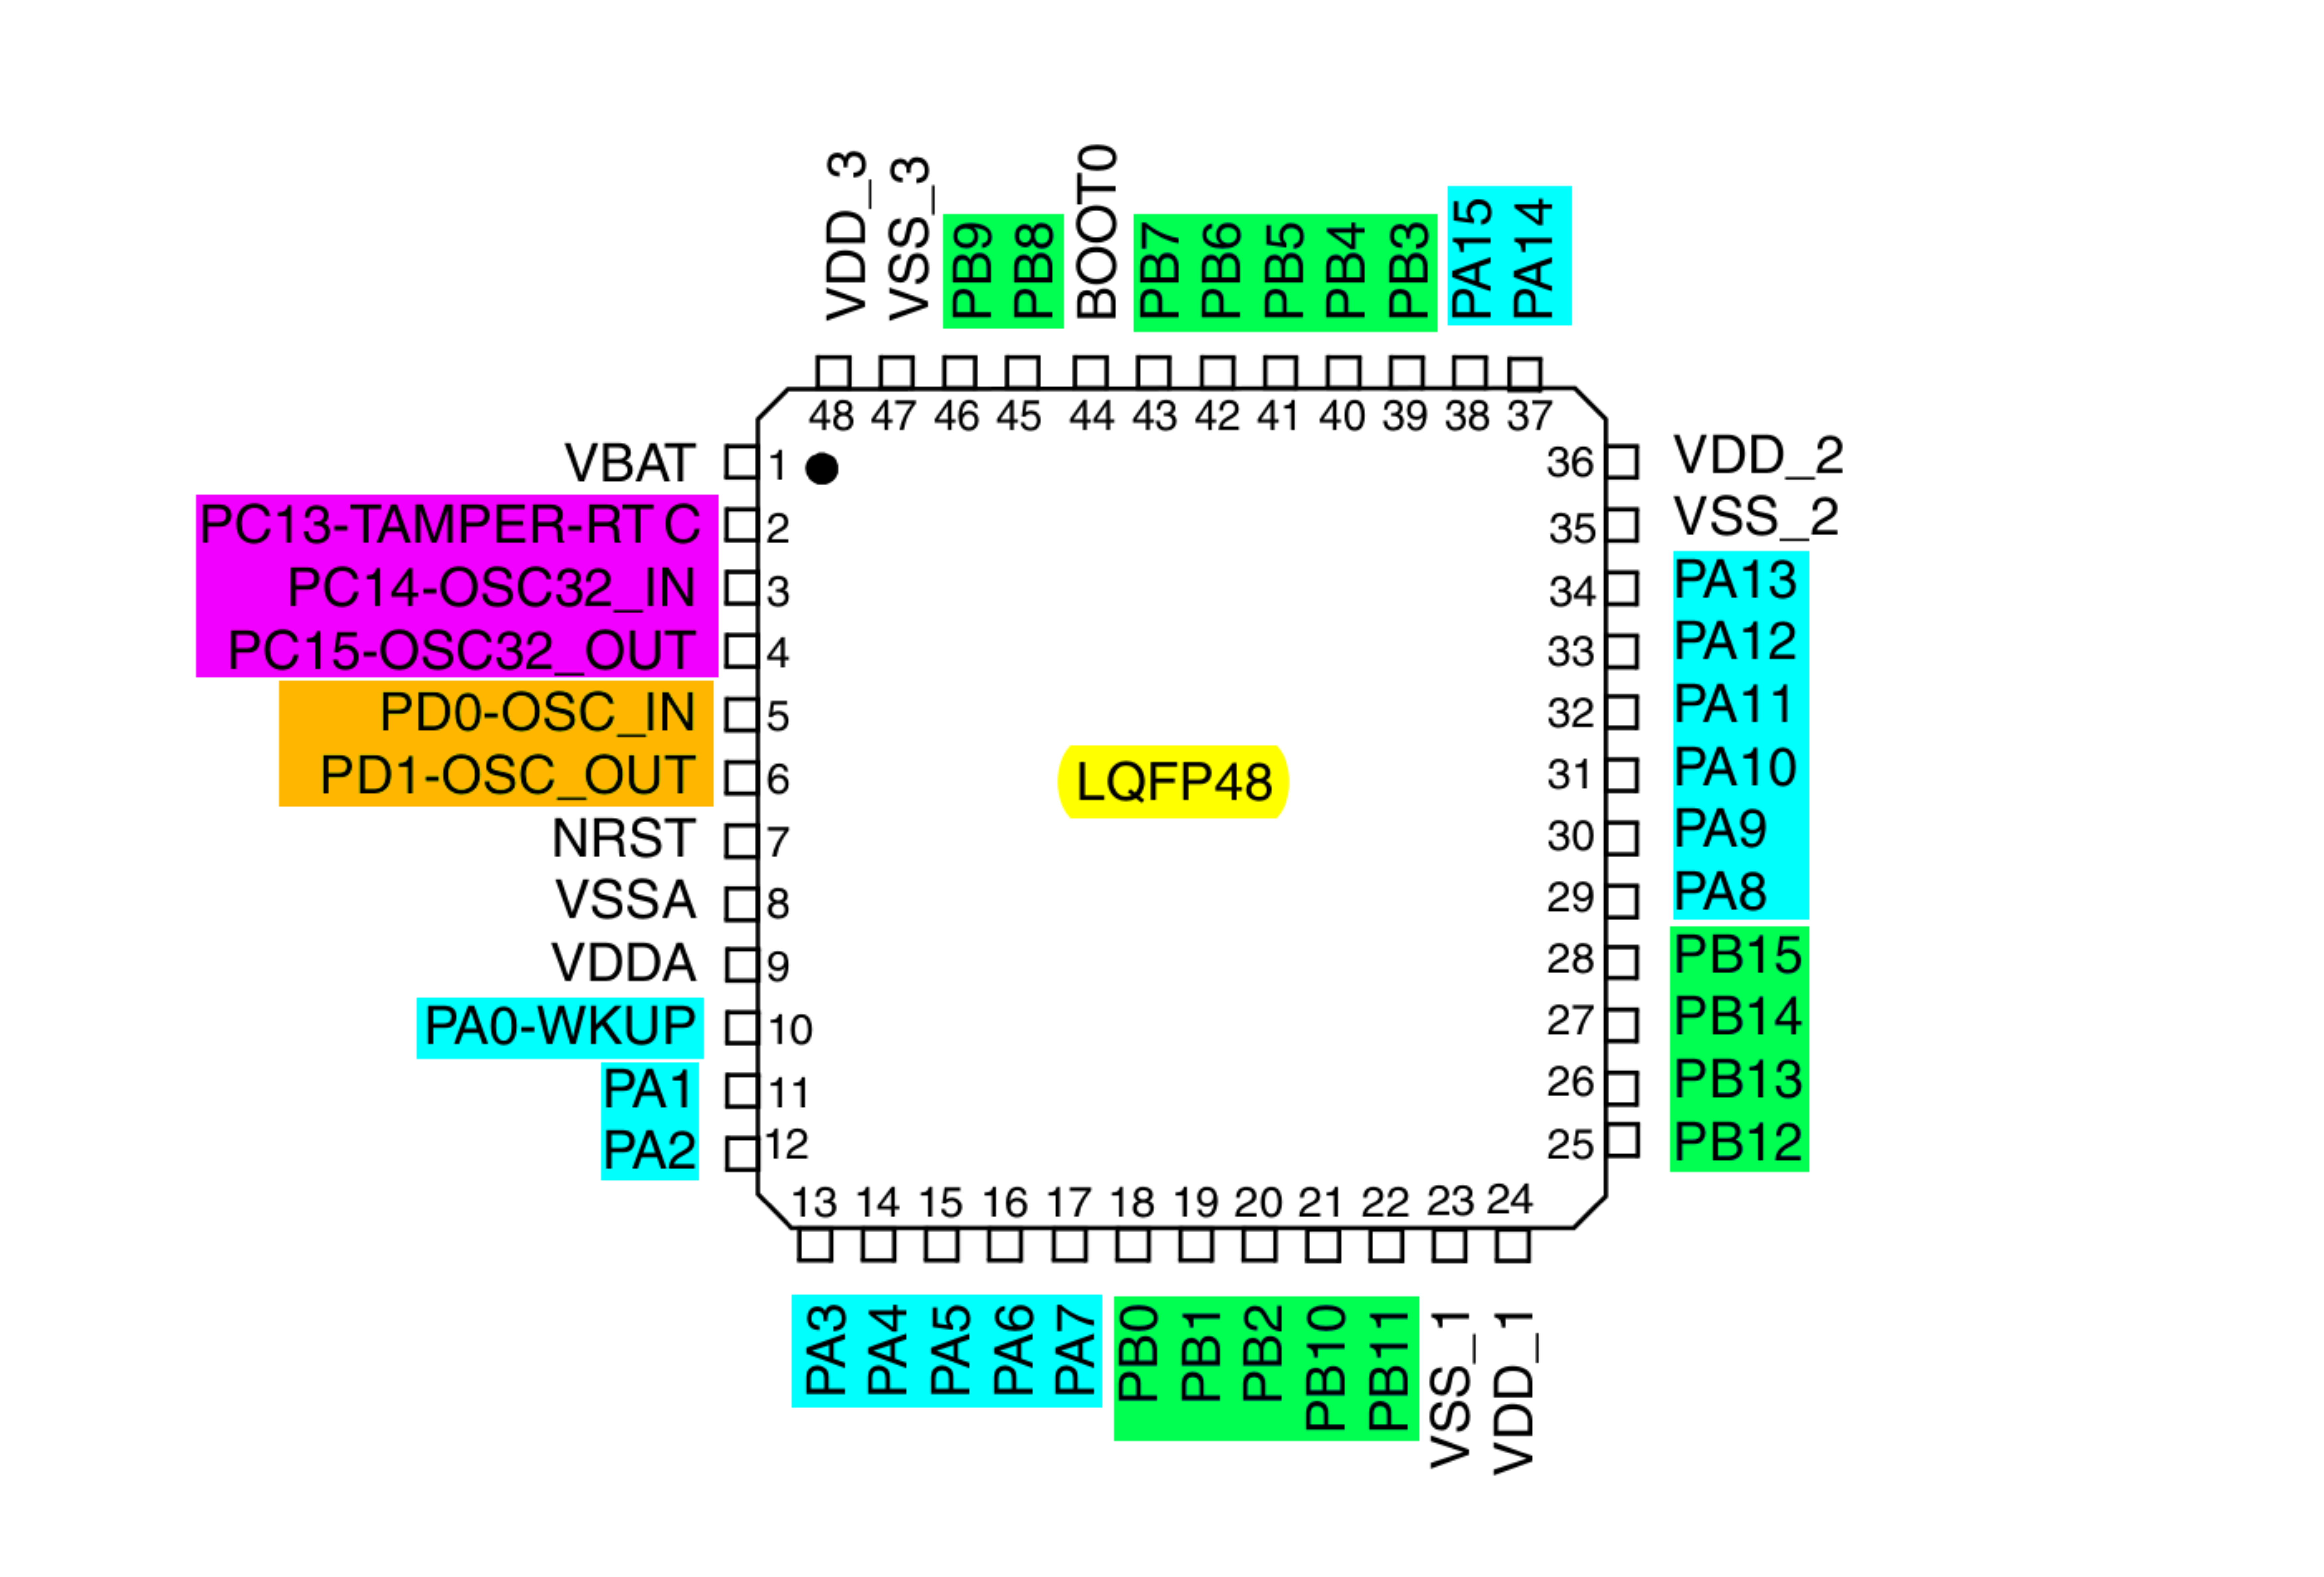 VDD_3
VSS_3
PB9
PB8
BOOT0
PB7
PB6
PB5
PB4
PB3
PA15
PA14
48 47 46 45 44 43 42 41 40 39 38 37
VBAT 1
PC13-TAMPER-RTC 2
PC14-OSC32_IN 3
PC15-OSC32_OUT 4
PD0-OSC_IN 5
PD1-OSC_OUT 6
NRST 7
VSSA 8
VDDA 9
PA0-WKUP 10
PA1 11
PA2 12
LQFP48
36 VDD_2
35 VSS_2
34 PA13
33 PA12
32 PA11
31 PA10
30 PA9
29 PA8
28 PB15
27 PB14
26 PB13
25 PB12
13 14 15 16 17 18 19 20 21 22 23 24
PA3
PA4
PA5
PA6
PA7
PB0
PB1
PB2
PB10
PB11
VSS_1
VDD_1